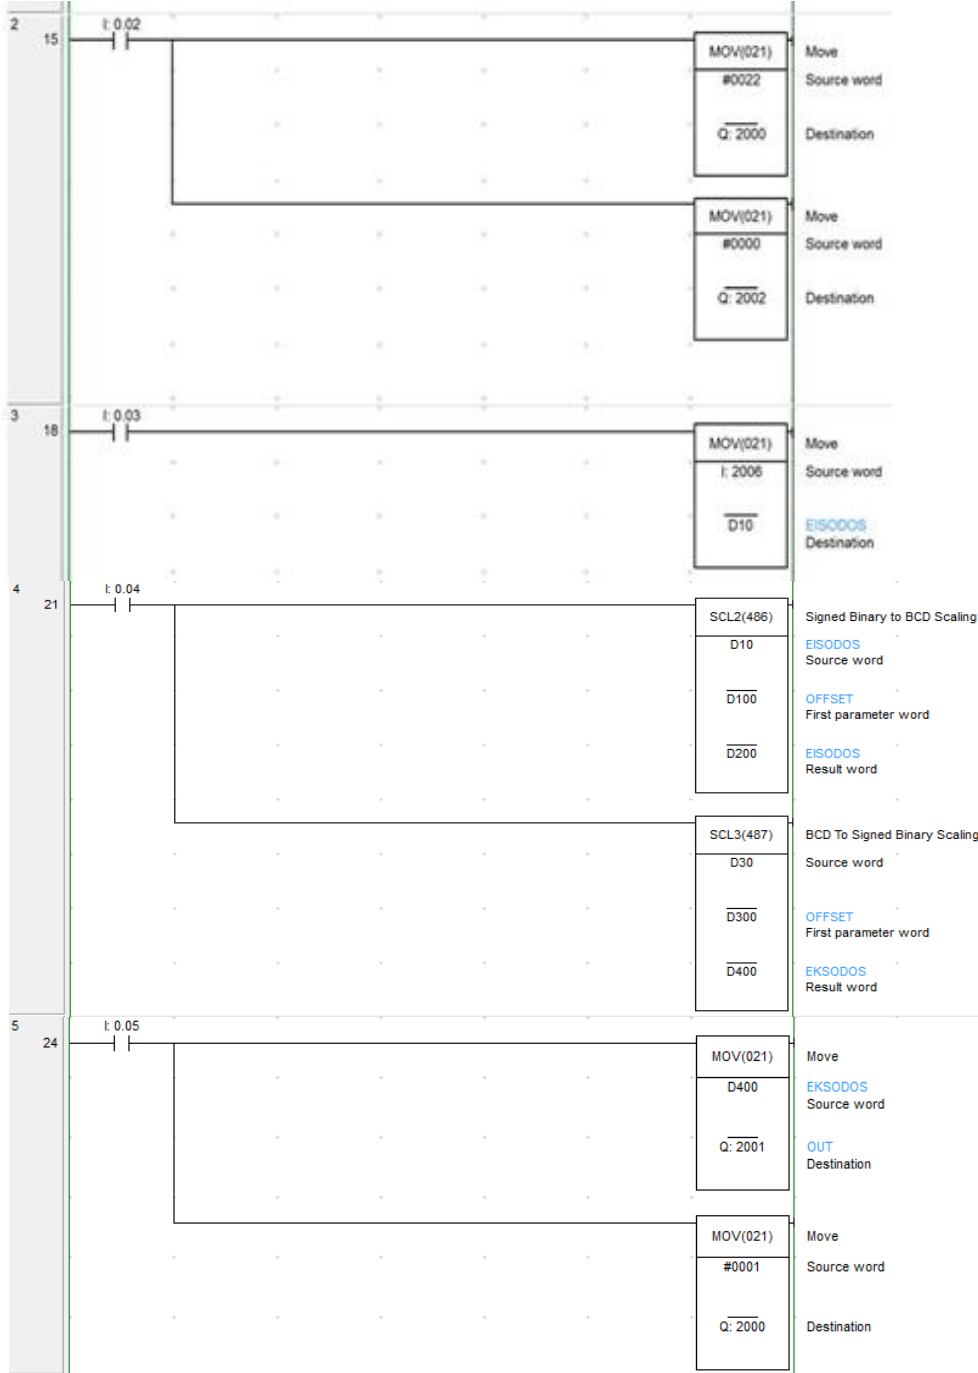 2
I: 0.02
15
MOV(021) Move
#0022 Source word
Q: 2000 Destination
MOV(021) Move
#0000 Source word
Q: 2002 Destination
3
I: 0.03
18
MOV(021) Move
I: 2006 Source word
D10 EISODOS
Destination
4
I: 0.04
21
SCL2(486) Signed Binary to BCD Scaling
D10 EISODOS
Source word
D100 OFFSET
First parameter word
D200 EISODOS
Result word
SCL3(487) BCD To Signed Binary Scaling
D30 Source word
D300 OFFSET
First parameter word
D400 EKSODOS
Result word
5
I: 0.05
24
MOV(021) Move
D400 EKSODOS
Source word
Q: 2001 OUT
Destination
MOV(021) Move
#0001 Source word
Q: 2000 Destination